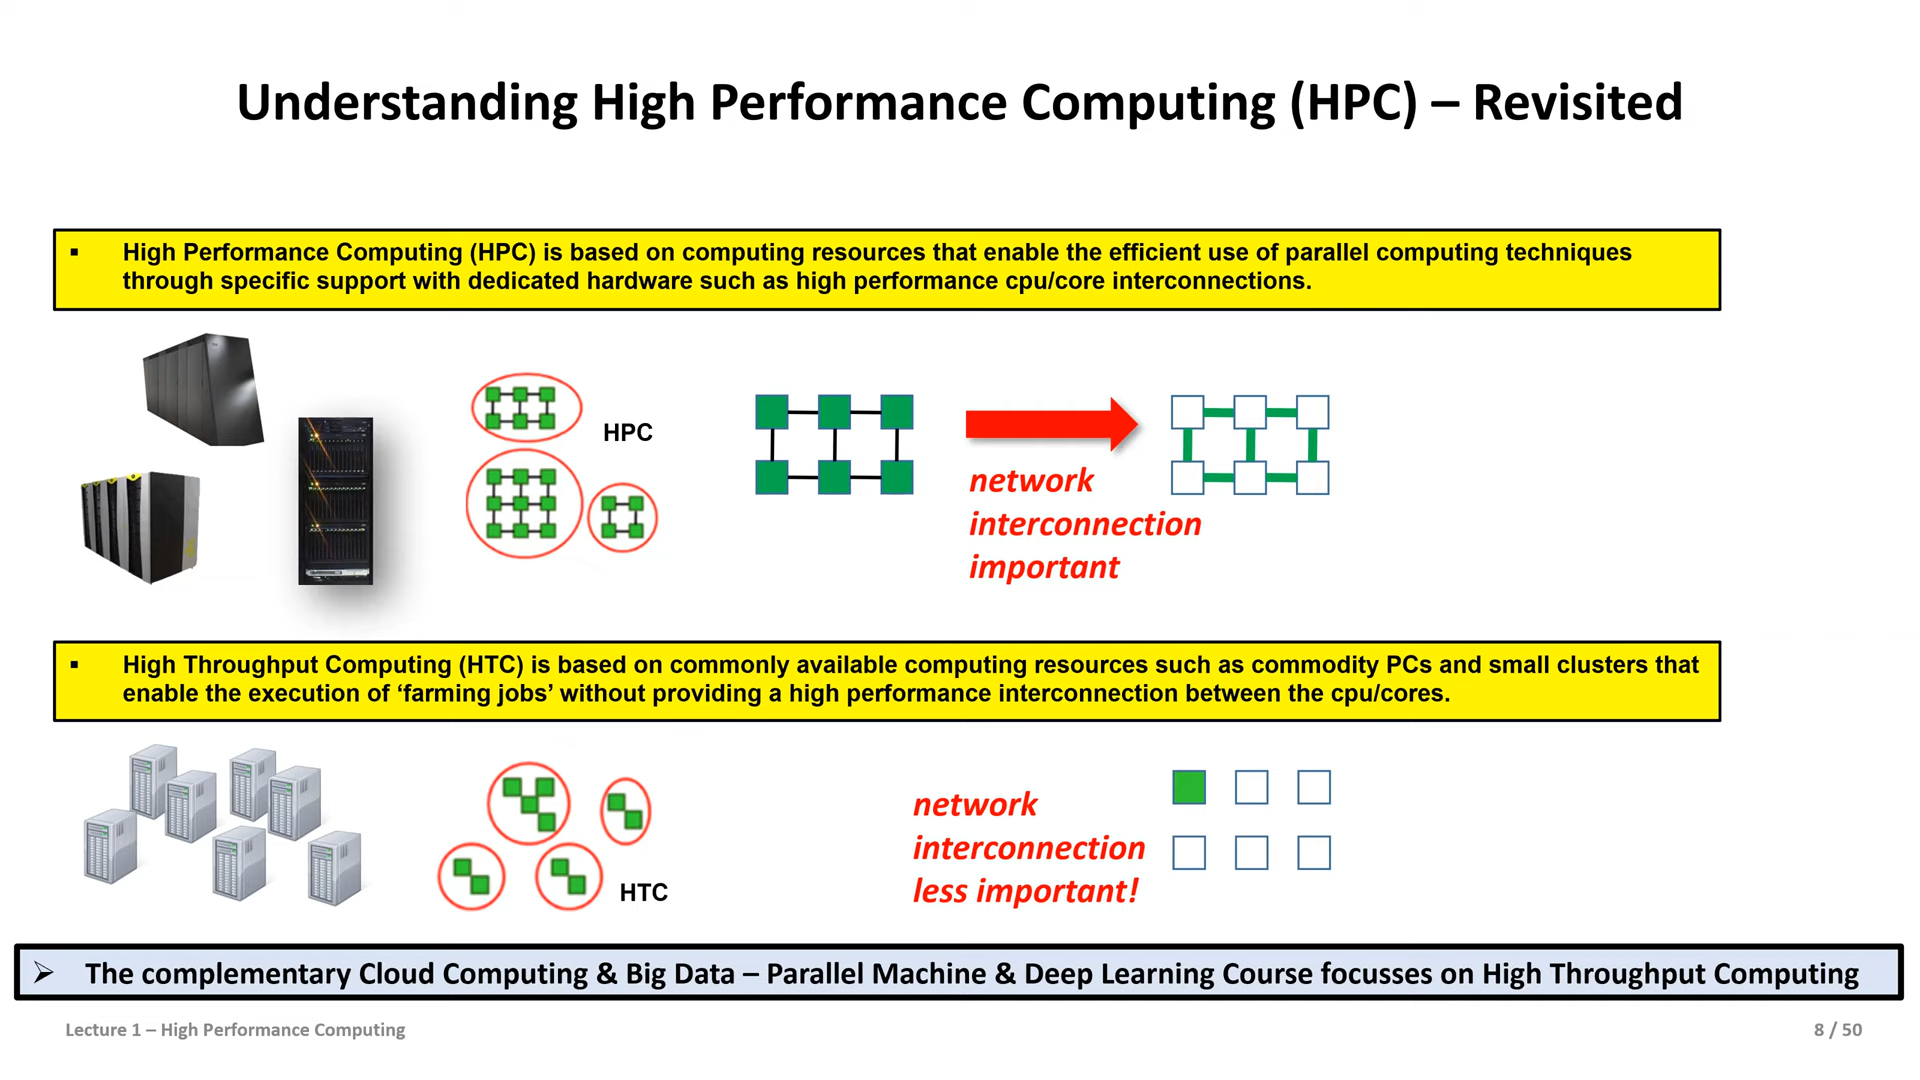 Understanding High Performance Computing (HPC) – Revisited
▪ High Performance Computing (HPC) is based on computing resources that enable the efficient use of parallel computing techniques
through specific support with dedicated hardware such as high performance cpu/core interconnections.
HPC
network
interconnection
important
▪ High Throughput Computing (HTC) is based on commonly available computing resources such as commodity PCs and small clusters that
enable the execution of ‘farming jobs’ without providing a high performance interconnection between the cpu/cores.
HTC
network
interconnection
less important!
➢ The complementary Cloud Computing & Big Data – Parallel Machine & Deep Learning Course focusses on High Throughput Computing
Lecture 1 – High Performance Computing
8 / 50